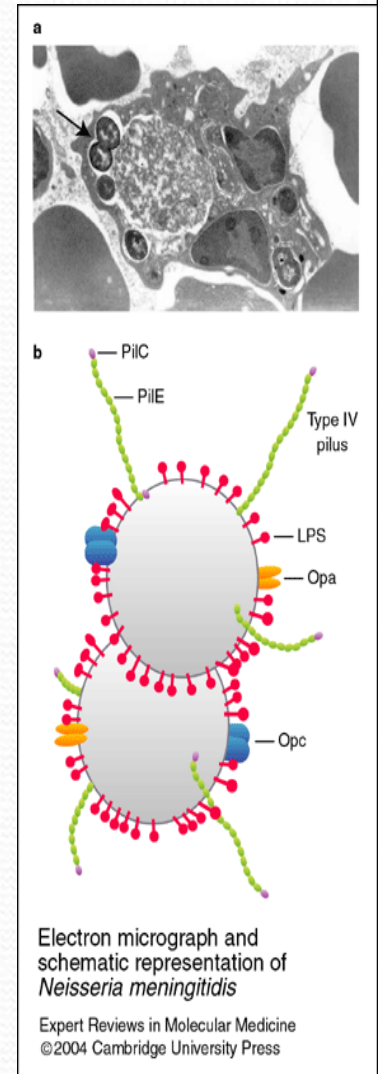 a
b
PilC
PilE
Type IV
pilus
LPS
Opa
Opc
Electron micrograph and
schematic representation of
Neisseria meningitidis
Expert Reviews in Molecular Medicine
©2004 Cambridge University Press